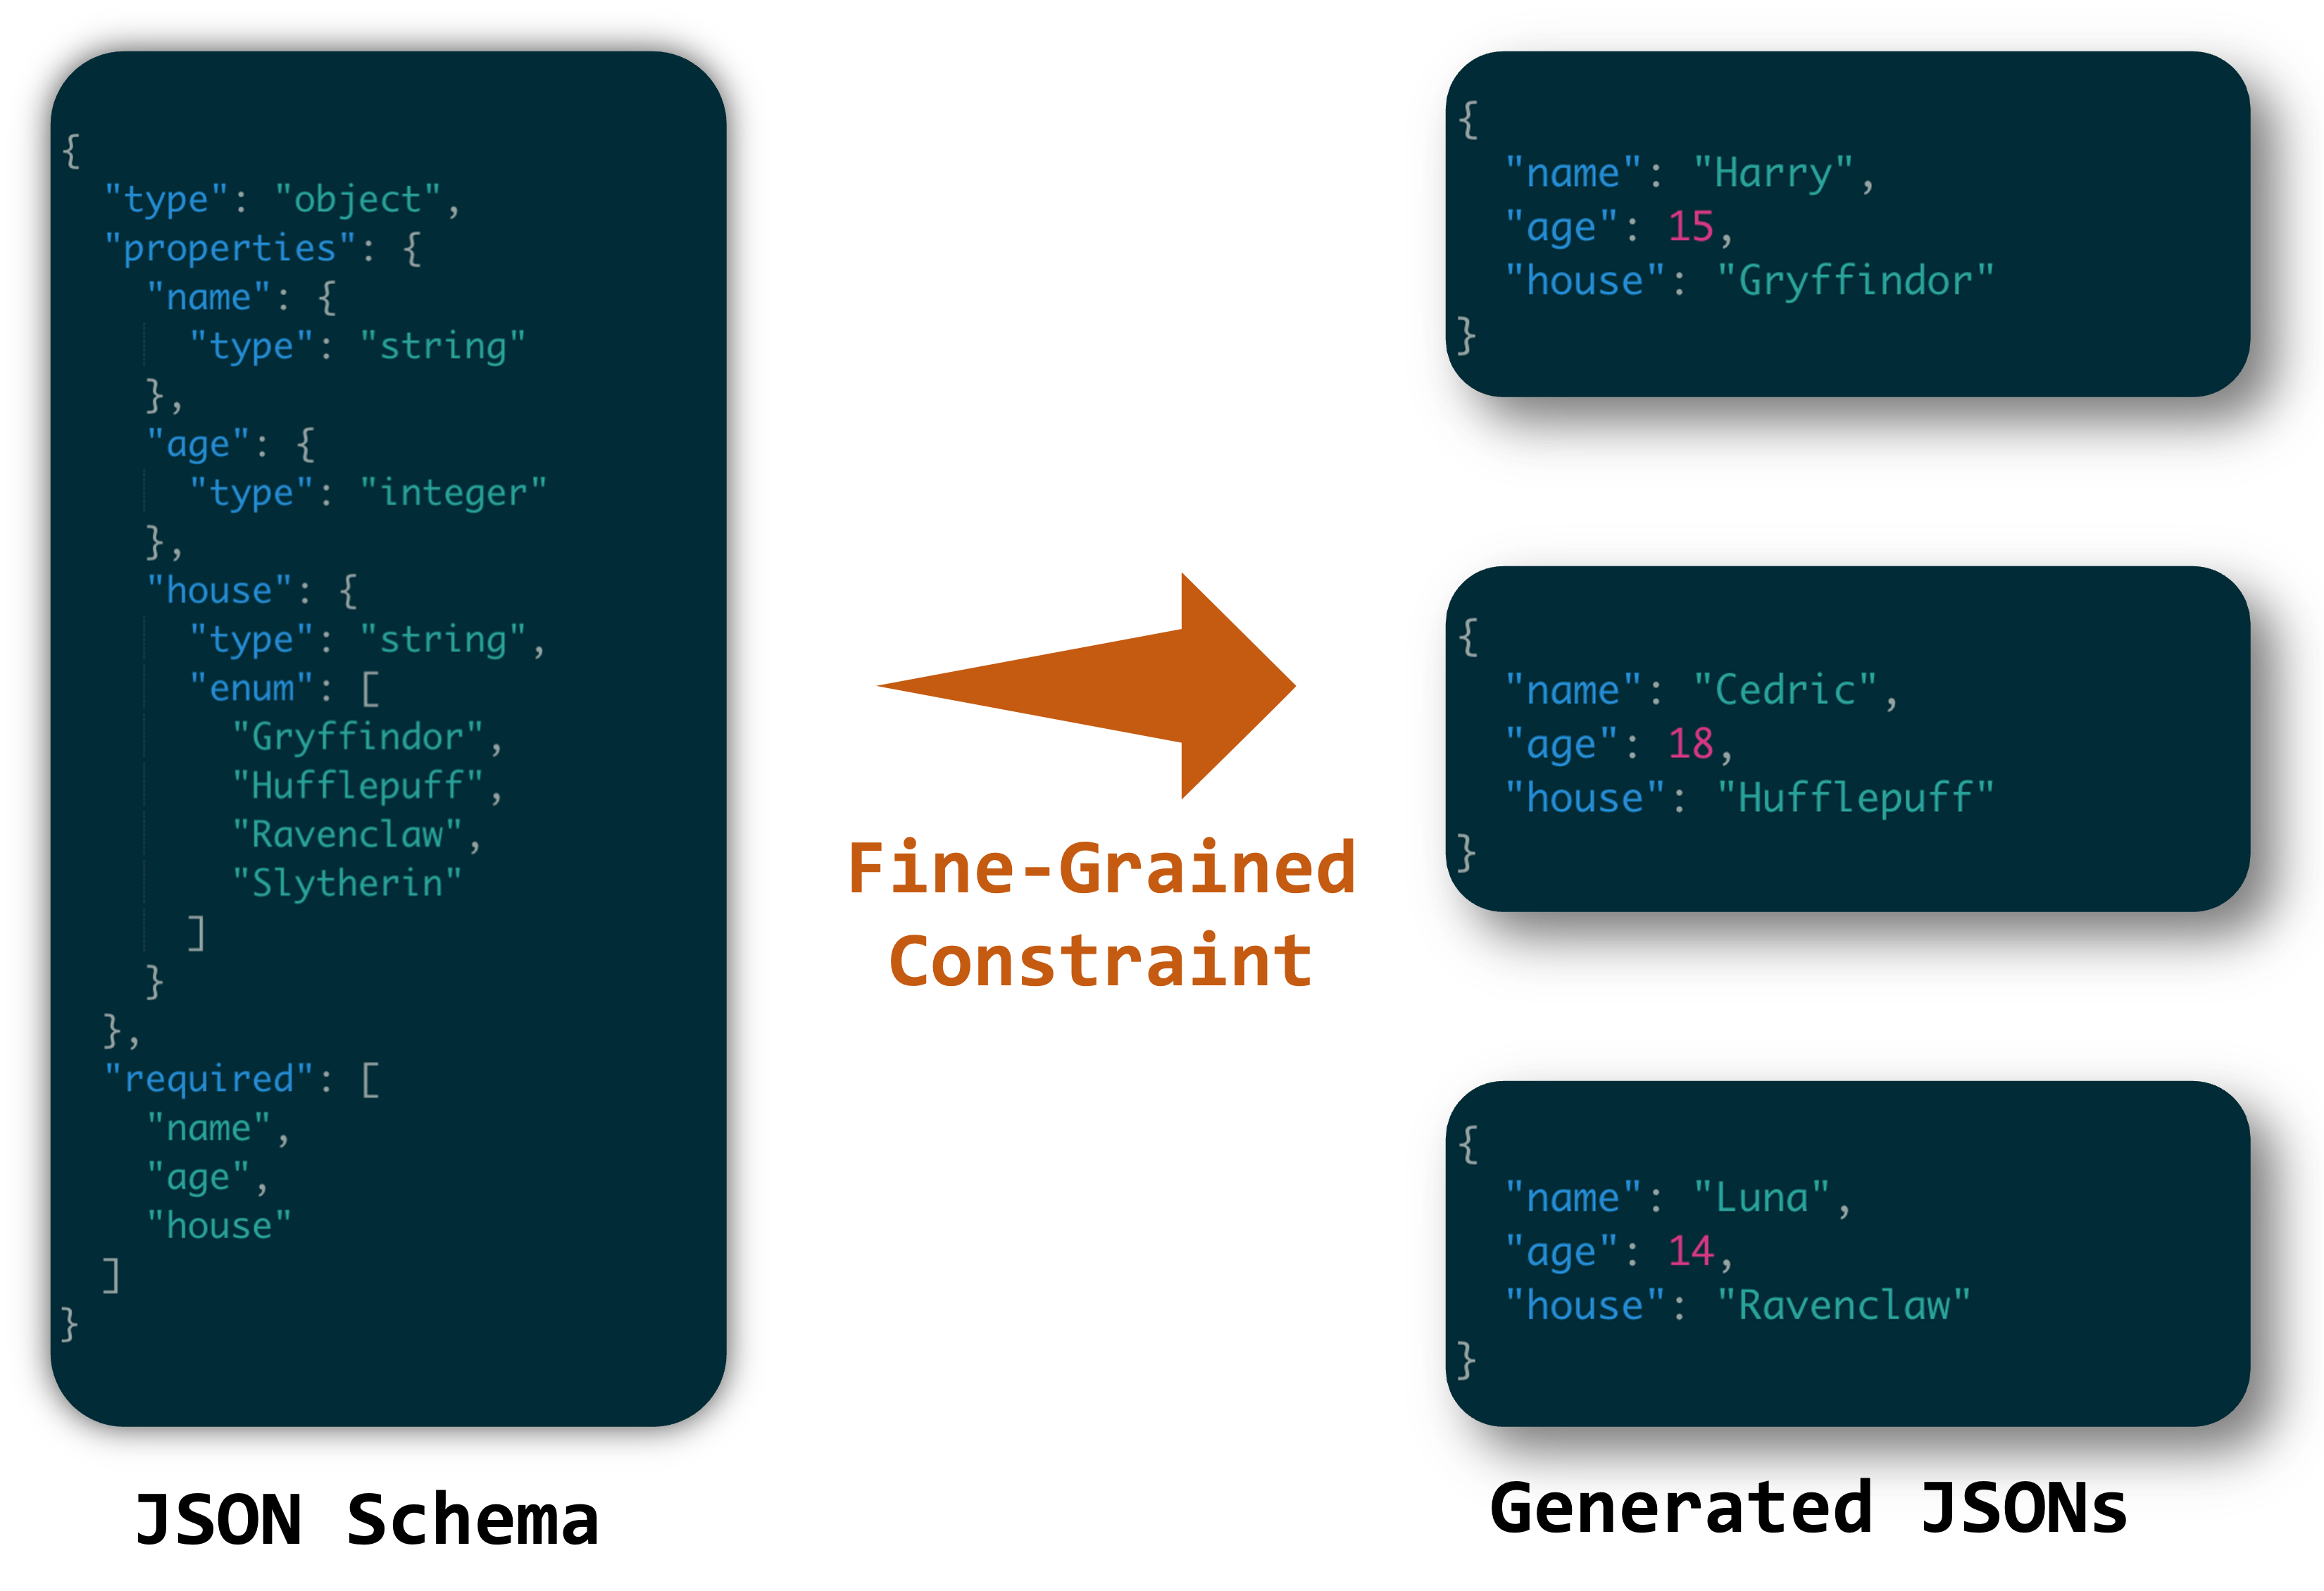 {
  "type": "object",
  "properties": {
    "name": {
      "type": "string"
    },
    "age": {
      "type": "integer"
    },
    "house": {
      "type": "string",
      "enum": [
        "Gryffindor",
        "Hufflepuff",
        "Ravenclaw",
        "Slytherin"
      ]
    }
  },
  "required": [
    "name",
    "age",
    "house"
  ]
}
JSON Schema
Fine-Grained
Constraint
{
  "name": "Harry",
  "age": 15,
  "house": "Gryffindor"
}
{
  "name": "Cedric",
  "age": 18,
  "house": "Hufflepuff"
}
{
  "name": "Luna",
  "age": 14,
  "house": "Ravenclaw"
}
Generated JSONs